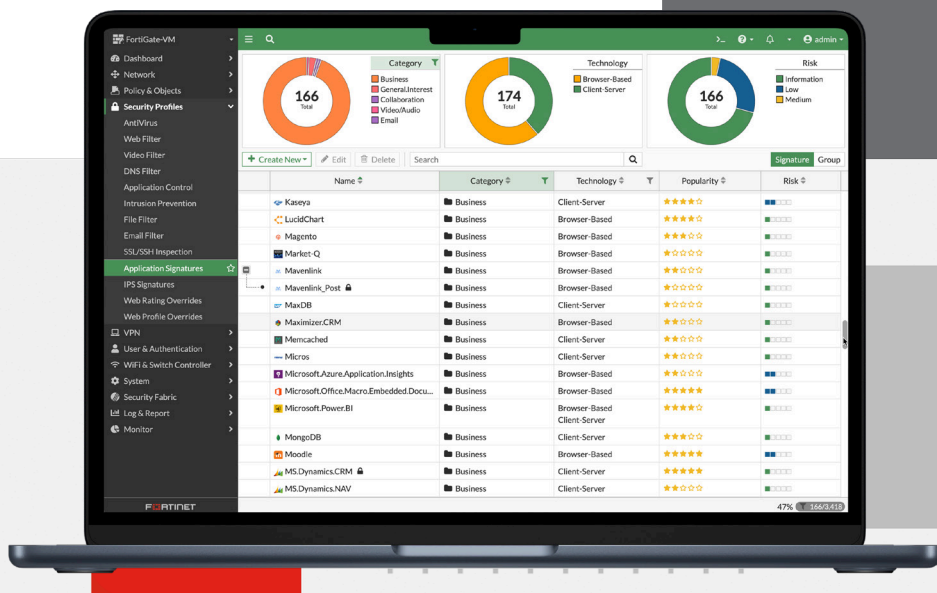 FortiGate-VM
admin
Dashboard
Network
Policy & Objects
Security Profiles
AntiVirus
Web Filter
Video Filter
DNS Filter
Application Control
Intrusion Prevention
File Filter
Email Filter
SSL/SSH Inspection
Application Signatures
IPS Signatures
Web Rating Overrides
Web Profile Overrides
VPN
User & Authentication
WiFi & Switch Controller
System
Security Fabric
Log & Report
Monitor
FORTINET
166
Total
Category
Business
General.Interest
Collaboration
Video/Audio
Email
174
Total
Technology
Browser-Based
Client-Server
166
Total
Risk
Information
Low
Medium
+ Create New Edit Delete Search Signature Group
Name Category Technology Popularity Risk
Kaseya Business Client-Server
LucidChart Business Browser-Based
Magento Business Browser-Based
Market-Q Business Browser-Based
Mavenlink Business Browser-Based
Mavenlink_Post Business Browser-Based
MaxDB Business Client-Server
Maximizer.CRM Business Browser-Based
Memcached Business Client-Server
Micros Business Client-Server
Microsoft.Azure.Application.Insights Business Browser-Based
Microsoft.Office.Macro.Embedded.Docu... Business Browser-Based
Microsoft.Power.BI Business Browser-Based
Client-Server
MongoDB Business Client-Server
Moodle Business Browser-Based
MS.Dynamics.CRM Business Client-Server
MS.Dynamics.NAV Business Client-Server
47% 166/3,418